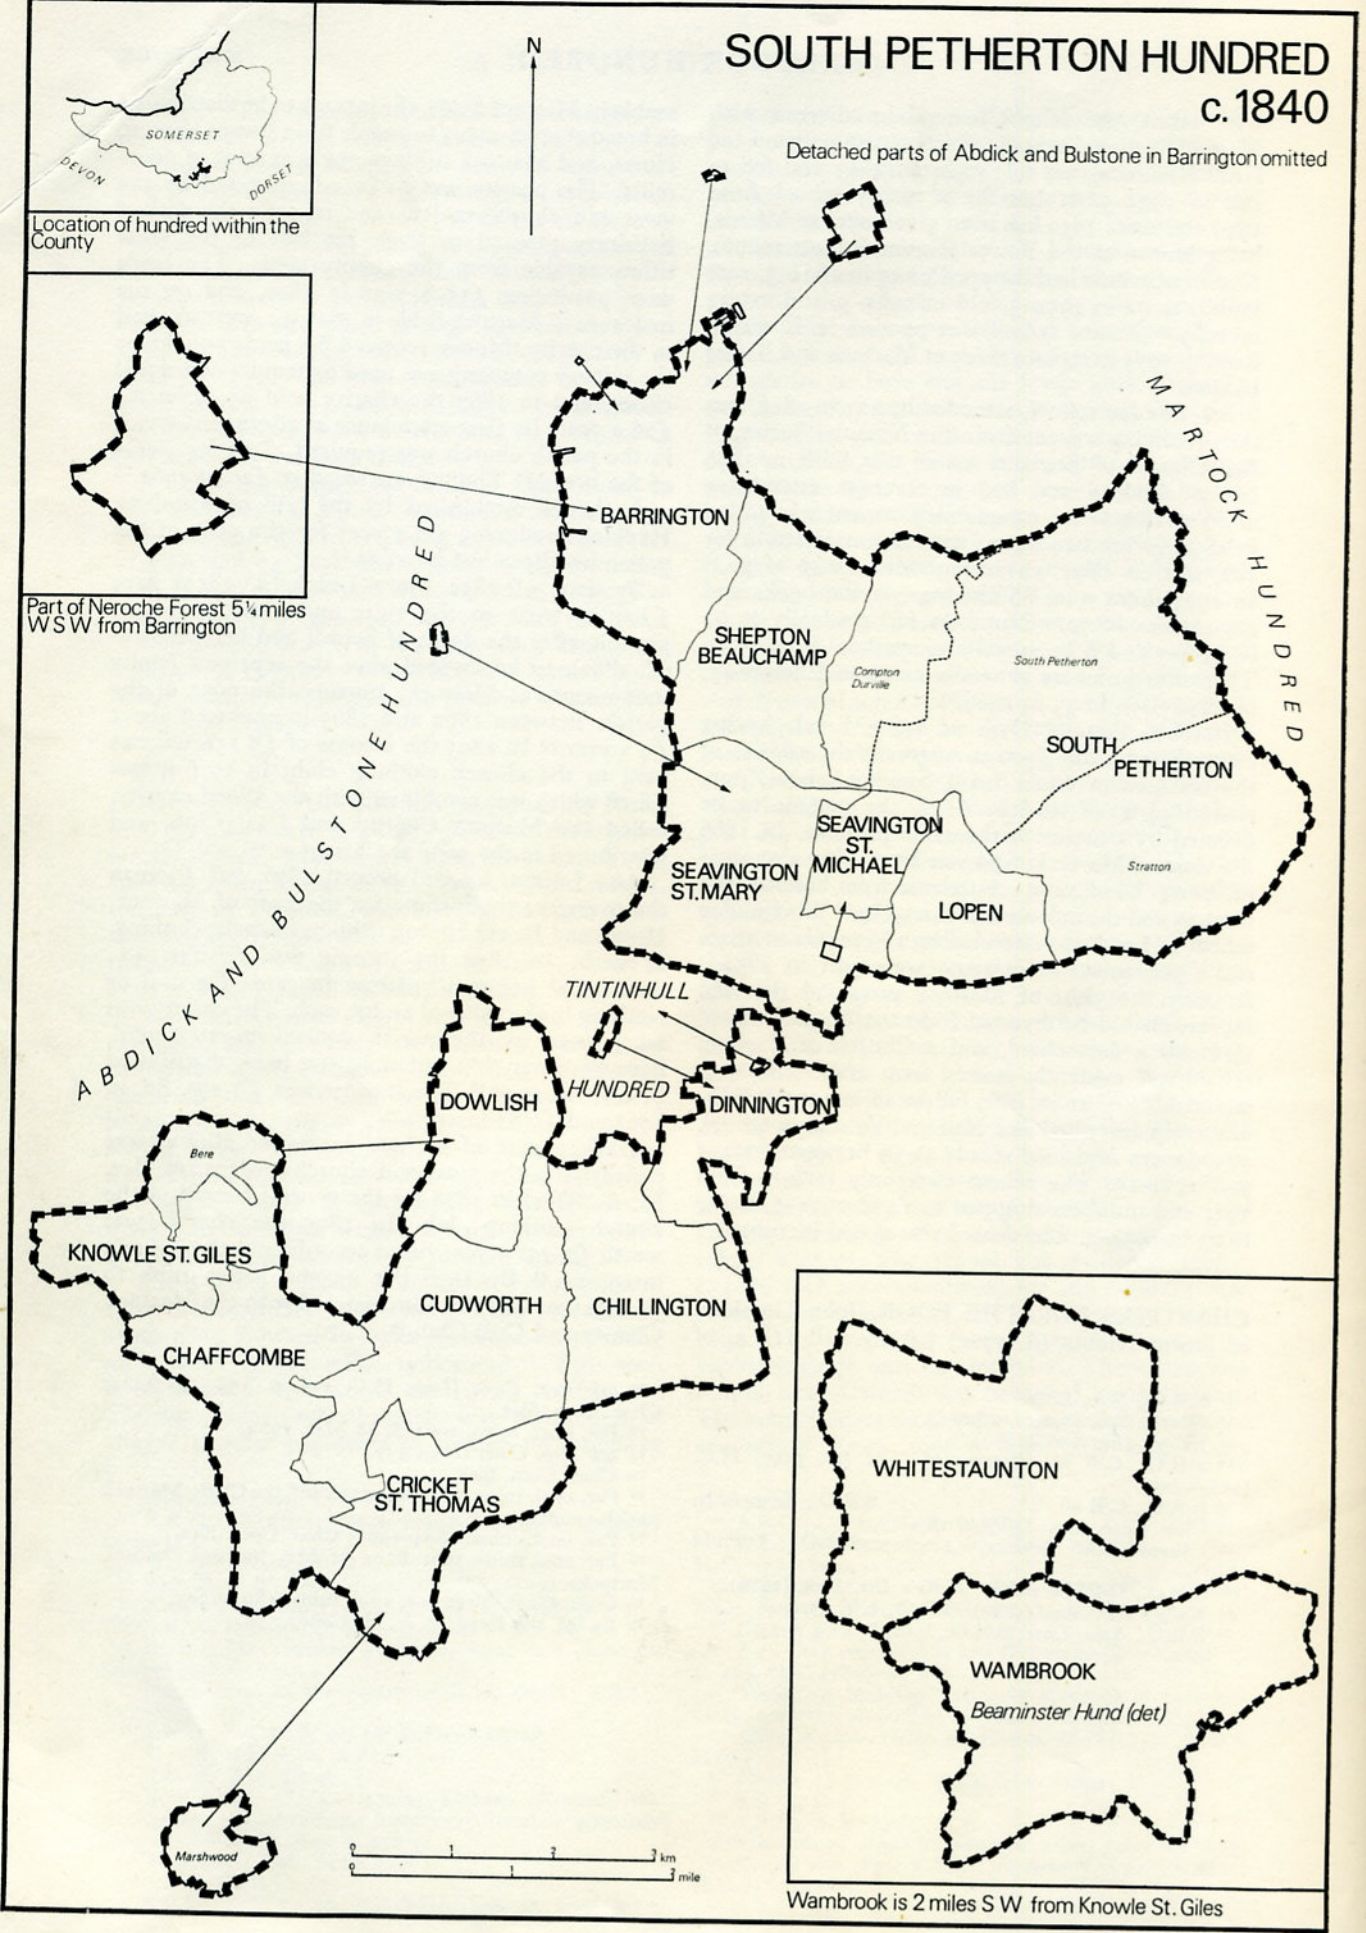 SOUTH PETHERTON HUNDRED
c. 1840
Detached parts of Abdick and Bulstone in Barrington omitted
N
SOMERSET
DEVON
DORSET
Location of hundred within the
County
Part of Neroche Forest 5¼ miles
W S W from Barrington
MARTOCK HUNDRED
ABDICK AND BULSTONE HUNDRED
BARRINGTON
SHEPTON
BEAUCHAMP
Compton
Durville
South Petherton
SOUTH
PETHERTON
Stratton
SEAVINGTON
ST.
MICHAEL
SEAVINGTON
ST. MARY
LOPEN
TINTINHULL
HUNDRED
DINNINGTON
DOWLISH
Bere
KNOWLE ST. GILES
CUDWORTH
CHILLINGTON
CHAFFCOMBE
CRICKET
ST. THOMAS
Marshwood
0 1 2 3 km
0 1 2 mile
WHITESTAUNTON
WAMBROOK
Beaminster Hund (det)
Wambrook is 2 miles S W from Knowle St. Giles